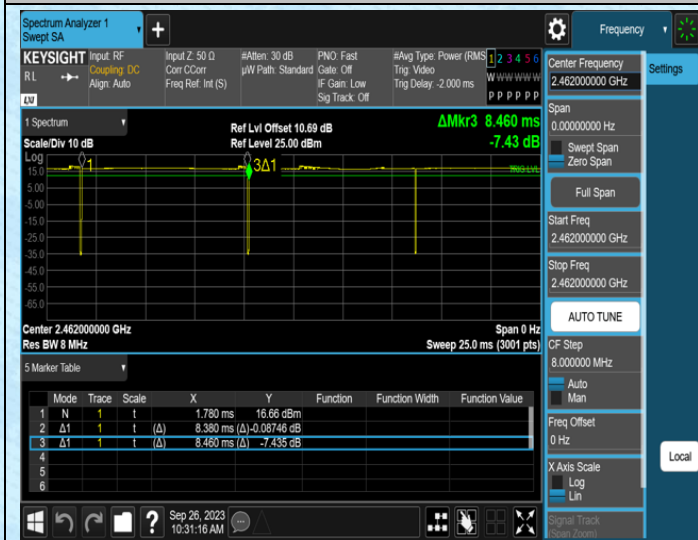 Spectrum Analyzer 1
Swept SA
Frequency
KEYSIGHT
RL
LXI
Input: RF
Coupling: DC
Align: Auto
Input Z: 50 Ω
Corr CCorr
Freq Ref: Int (S)
#Atten: 30 dB
µW Path: Standard
PNO: Fast
Gate: Off
IF Gain: Low
Sig Track: Off
#Avg Type: Power (RMS
Trig: Video
Trig Delay: -2.000 ms
1 2 3 4 5 6
W W W W W W
P P P P P P
1 Spectrum
Scale/Div 10 dB
Ref Lvl Offset 10.69 dB
Ref Level 25.00 dBm
ΔMkr3 8.460 ms
-7.43 dB
Log
15.0
5.00
-5.00
-15.0
-25.0
-35.0
-45.0
-55.0
-65.0
1
3Δ1
TRIG LVL
Center 2.462000000 GHz
Res BW 8 MHz
Span 0 Hz
Sweep 25.0 ms (3001 pts)
5 Marker Table
Mode Trace Scale X Y Function Function Width Function Value
1 N 1 t 1.780 ms 16.66 dBm
2 Δ1 1 t (Δ) 8.380 ms (Δ) -0.08746 dB
3 Δ1 1 t (Δ) 8.460 ms (Δ) -7.435 dB
4
5
6
Sep 26, 2023
10:31:16 AM
Center Frequency
2.462000000 GHz
Span
0.00000000 Hz
Swept Span
Zero Span
Full Span
Start Freq
2.462000000 GHz
Stop Freq
2.462000000 GHz
AUTO TUNE
CF Step
8.000000 MHz
Auto
Man
Freq Offset
0 Hz
X Axis Scale
Log
Lin
Signal Track
(Span Zoom)
Settings
Local